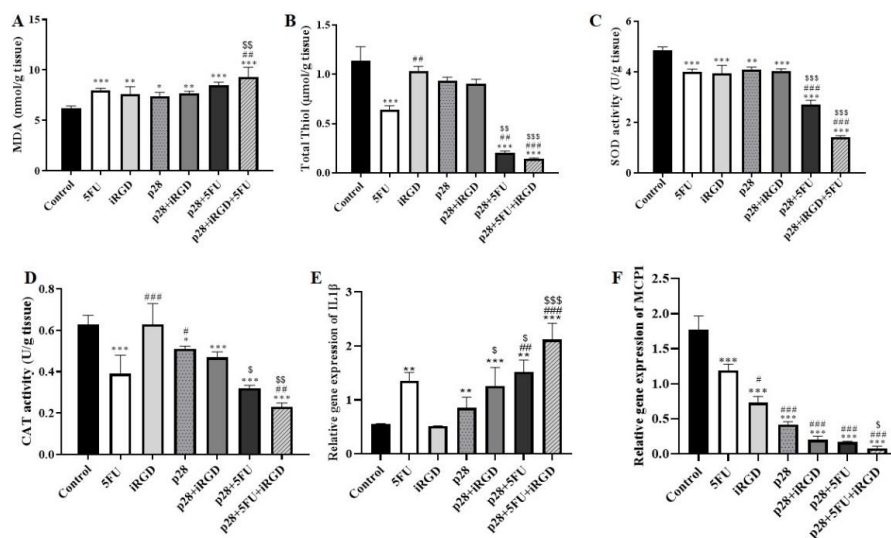 A
MDA (nmol/g tissue)
15
10
5
0
***
**
*
**
***
$$
##
***
Control
5FU
iRGD
p28
p28+iRGD
p28+5FU
p28+iRGD+5FU
B
Total Thiol (µmol/g tissue)
1.5
1.0
0.5
0.0
***
##
$$
##
***
$$$
###
***
Control
5FU
iRGD
p28
p28+iRGD
p28+5FU
p28+5FU+iRGD
C
SOD activity (U/g tissue)
6
4
2
0
***
***
**
***
$$$
###
***
$$$
###
***
Control
5FU
iRGD
p28
p28+iRGD
p28+5FU
p28+iRGD+5FU
D
CAT activity (U/g tissue)
0.8
0.6
0.4
0.2
0.0
***
###
#
*
***
$
***
$$
##
***
Control
5FU
iRGD
p28
p28+iRGD
p28+5FU
p28+5FU+iRGD
E
Relative gene expression of IL1β
3
2
1
0
**
**
$
***
$
##
**
$$$
###
***
Control
5FU
iRGD
p28
p28+iRGD
p28+5FU
p28+5FU+iRGD
F
Relative gene expression of MCP1
2.0
1.5
1.0
0.5
0.0
***
#
***
###
***
###
***
###
***
$
###
***
Control
5FU
iRGD
p28
p28+iRGD
p28+5FU
p28+5FU+iRGD